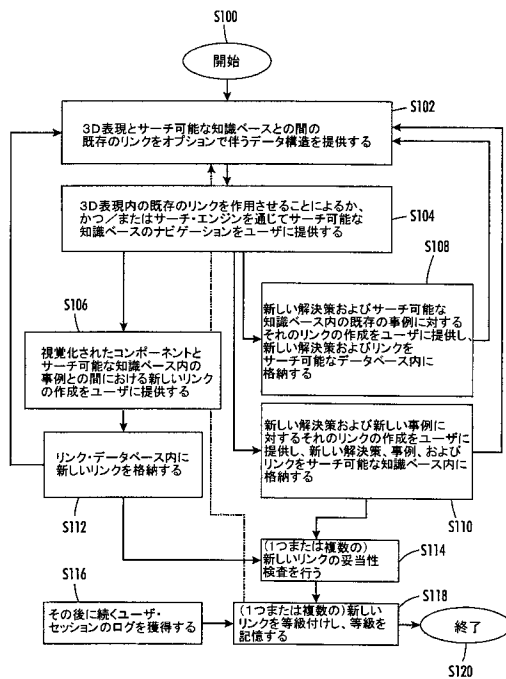 S100
開始
S102
3D表現とサーチ可能な知識ベースとの間の
既存のリンクをオプションで伴うデータ構造を提供する
3D表現内の既存のリンクを作用させることによるか、
かつ/またはサーチ・エンジンを通じてサーチ可能な
知識ベースのナビゲーションをユーザに提供する
S104
S108
新しい解決策およびサーチ可能な
知識ベース内の既存の事例に対する
それのリンクの作成をユーザに提供し、
新しい解決策およびリンクを
サーチ可能なデータベース内に
格納する
S106
視覚化されたコンポーネントと
サーチ可能な知識ベース内の
事例との間における新しいリンク
の作成をユーザに提供する
新しい解決策および新しい事例に
対するそれのリンクの作成をユーザに
提供し、新しい解決策、事例、および
リンクをサーチ可能な知識ベース内に
格納する
S110
リンク・データベース内に
新しいリンクを格納する
S112
(1つまたは複数の)
新しいリンクの妥当性
検査を行う
S114
S116
その後に続くユーザ・
セッションのログを獲得する
S118
(1つまたは複数の)新しい
リンクを等級付けし、等級を
記憶する
終了
S120